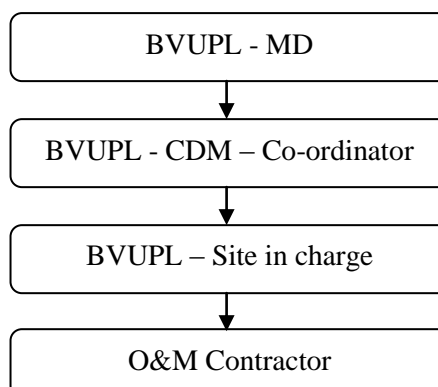 BVUPL - MD
BVUPL - CDM – Co-ordinator
BVUPL – Site in charge
O&M Contractor